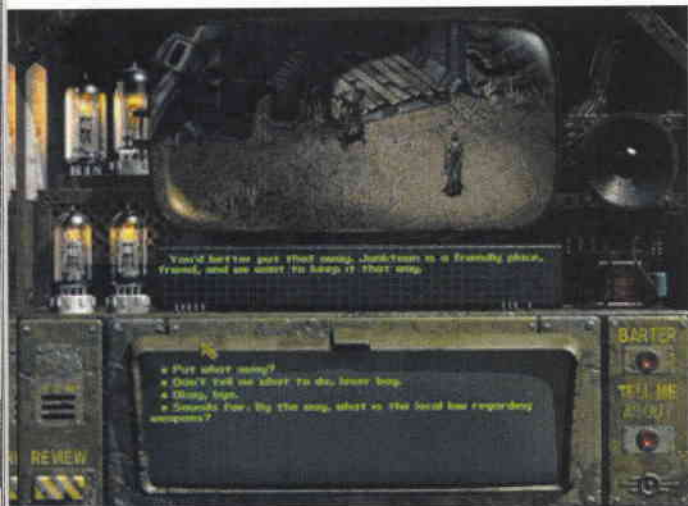 You'd better put that away. Junktown is a friendly place,
friend, and we want to keep it that way.
Put what away?
Don't tell me what to do, lover boy.
Okay, bye.
Sounds fair. By the way, what is the local law regarding
weapons?
BARTER
TELL ME
ABOUT
REVIEW